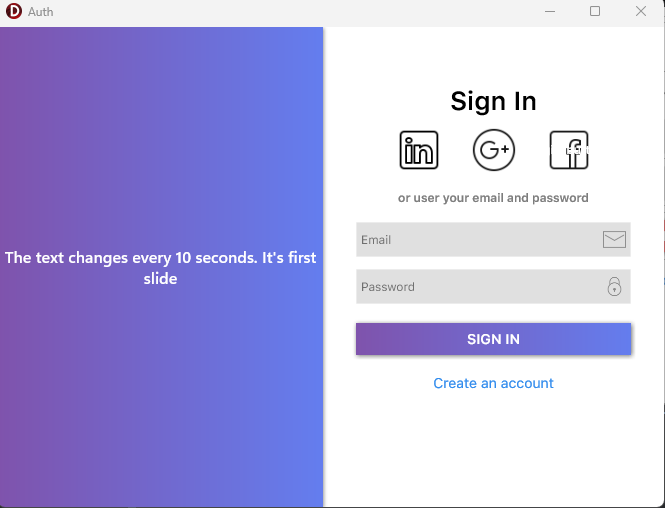 D Auth
The text changes every 10 seconds. It's first
slide
Sign In
in G+ f
or user your email and password
Email
Password
SIGN IN
Create an account